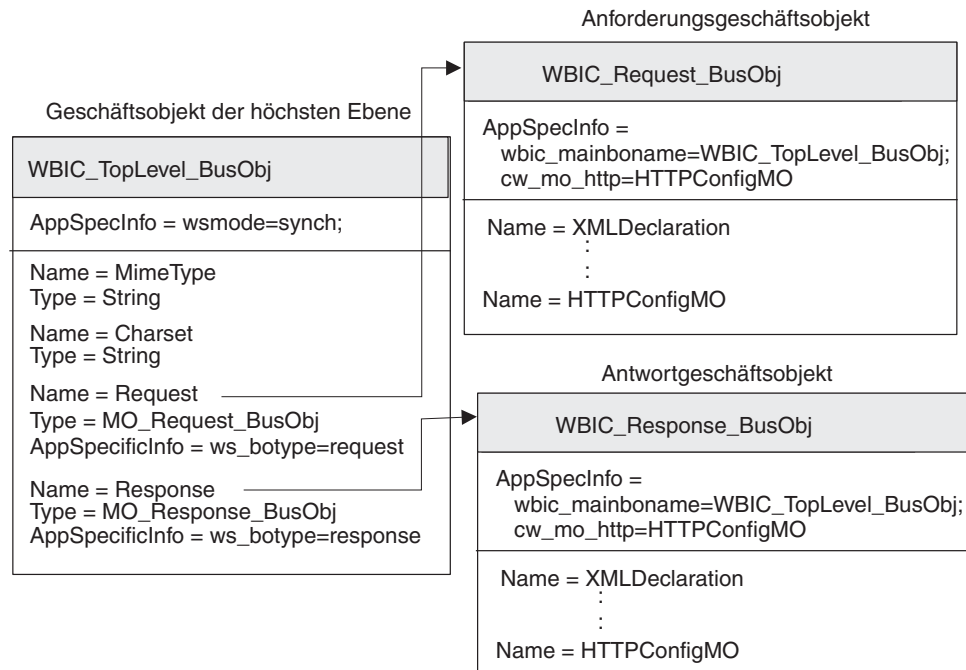 Geschäftsobjekt der höchsten Ebene
WBIC_TopLevel_BusObj
AppSpecInfo = wsmode=synch;
Name = MimeType
Type = String
Name = Charset
Type = String
Name = Request
Type = MO_Request_BusObj
AppSpecificInfo = ws_botype=request
Name = Response
Type = MO_Response_BusObj
AppSpecificInfo = ws_botype=response
Anforderungsgeschäftsobjekt
WBIC_Request_BusObj
AppSpecInfo =
wbic_mainboname=WBIC_TopLevel_BusObj;
cw_mo_http=HTTPConfigMO
Name = XMLDeclaration
:
:
Name = HTTPConfigMO
Antwortgeschäftsobjekt
WBIC_Response_BusObj
AppSpecInfo =
wbic_mainboname=WBIC_TopLevel_BusObj;
cw_mo_http=HTTPConfigMO
Name = XMLDeclaration
:
:
Name = HTTPConfigMO